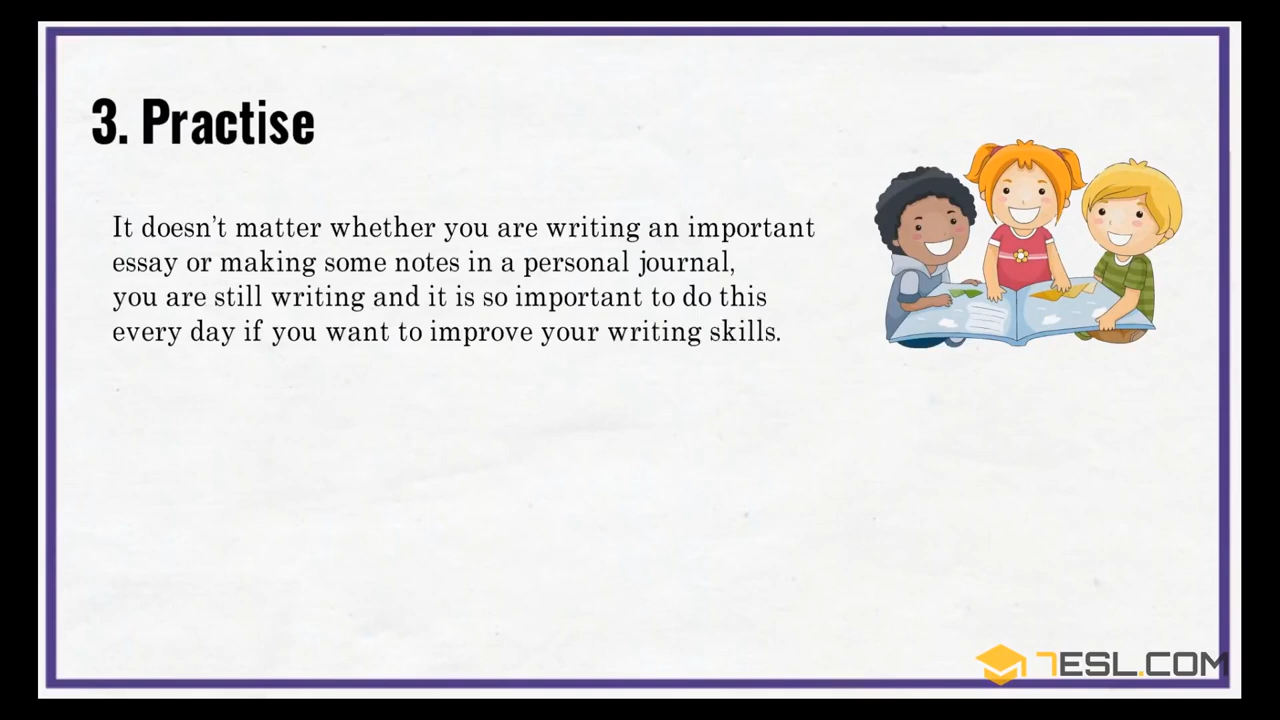 3. Practise
It doesn't matter whether you are writing an important
essay or making some notes in a personal journal,
you are still writing and it is so important to do this
every day if you want to improve your writing skills.
7ESL.COM